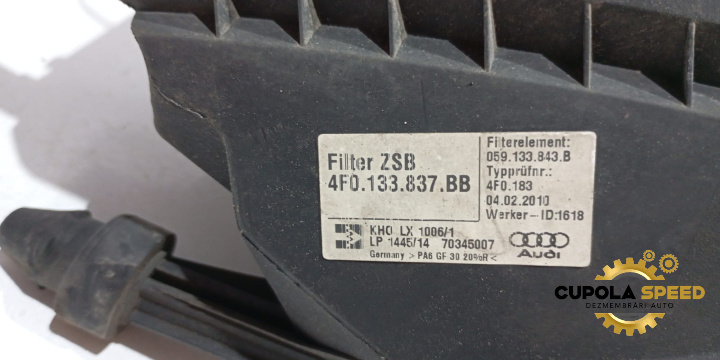 Filter ZSB
4F0.133.837.BB
Filterelement:
059.133.843.B
Typprüfnr.:
4F0.183
04.02.2010
Werker-ID:1618
KHO LX 1006/1
LP 1445/14 70345007
Germany > PA6 GF 30 20%R <
Audi
CUPOLA SPEED
DEZMEMBRĂRI AUTO